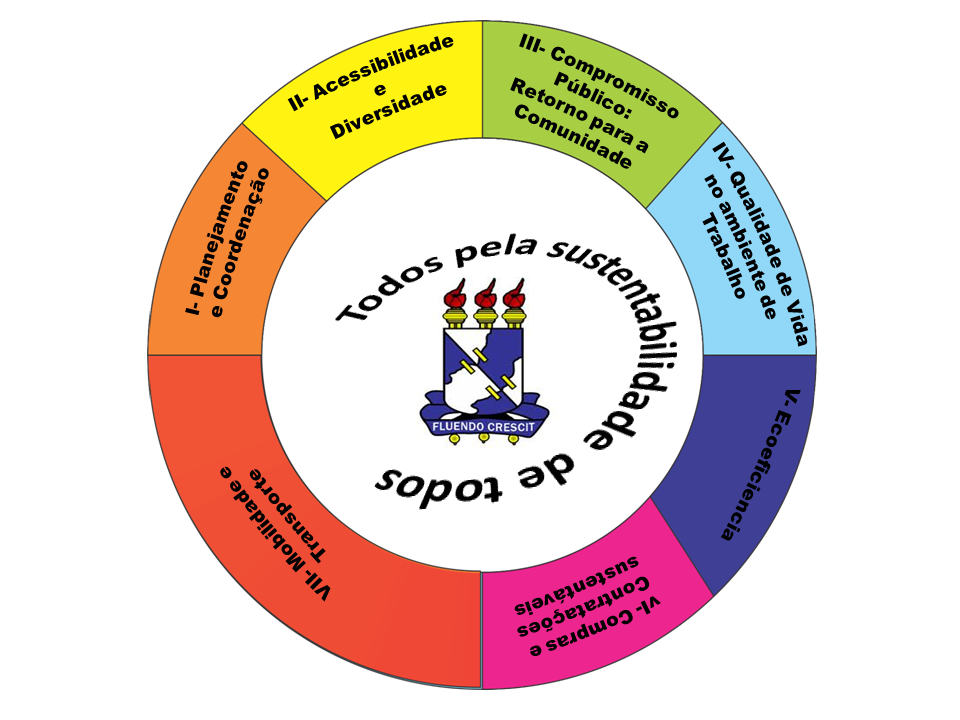 I- Planejamento
e Coordenação
II- Acessibilidade
e
Diversidade
III- Compromisso
Público:
Retorno para a
Comunidade
IV- Qualidade de Vida
no ambiente de
Trabalho
V- Ecoeficiencia
vI- Compras e
Contratações
sustentáveis
VII- Mobilidade e
Transporte
Todos pela sustentabilidade de todos
FLUENDO CRESCIT